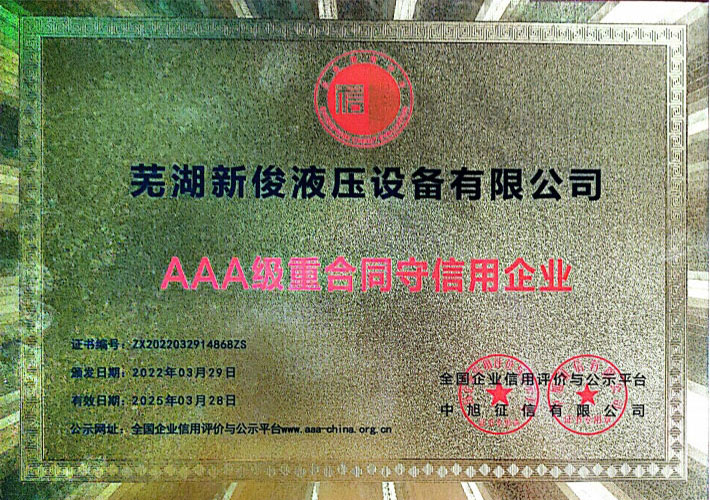 芜湖新俊液压设备有限公司
AAA级重合同守信用企业
证书编号：ZX2022032914868ZS
颁发日期：2022年03月29日
有效日期：2025年03月28日
公示网址：全国企业信用评价与公示平台www.aaa-china.org.cn
全国企业信用评价与公示平台
中旭征信有限公司